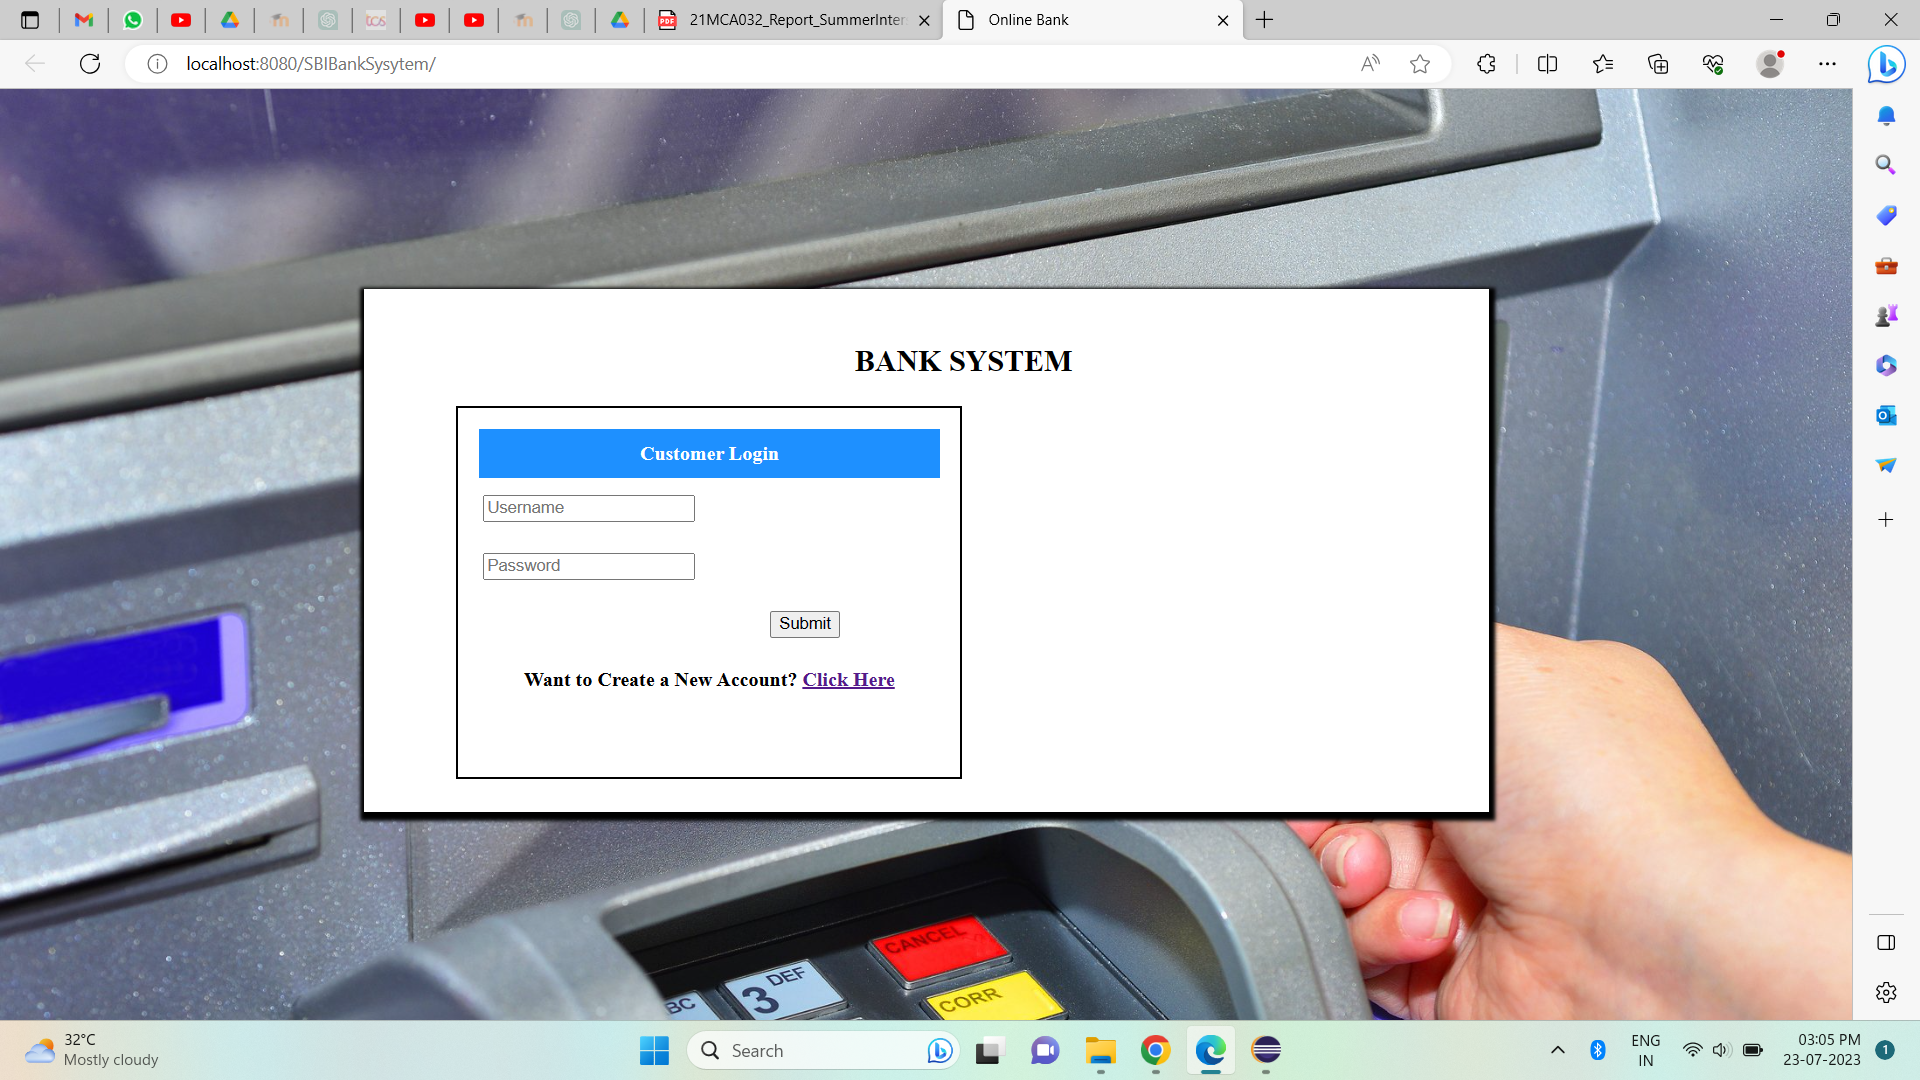 21MCA032_Report_SummerInter
Online Bank
localhost:8080/SBIBankSysytem/
BANK SYSTEM
Customer Login
Username
Password
Submit
Want to Create a New Account? Click Here
CANCEL
3 DEF
BC
CORR
32°C
Mostly cloudy
Search
ENG
IN
03:05 PM
23-07-2023
1